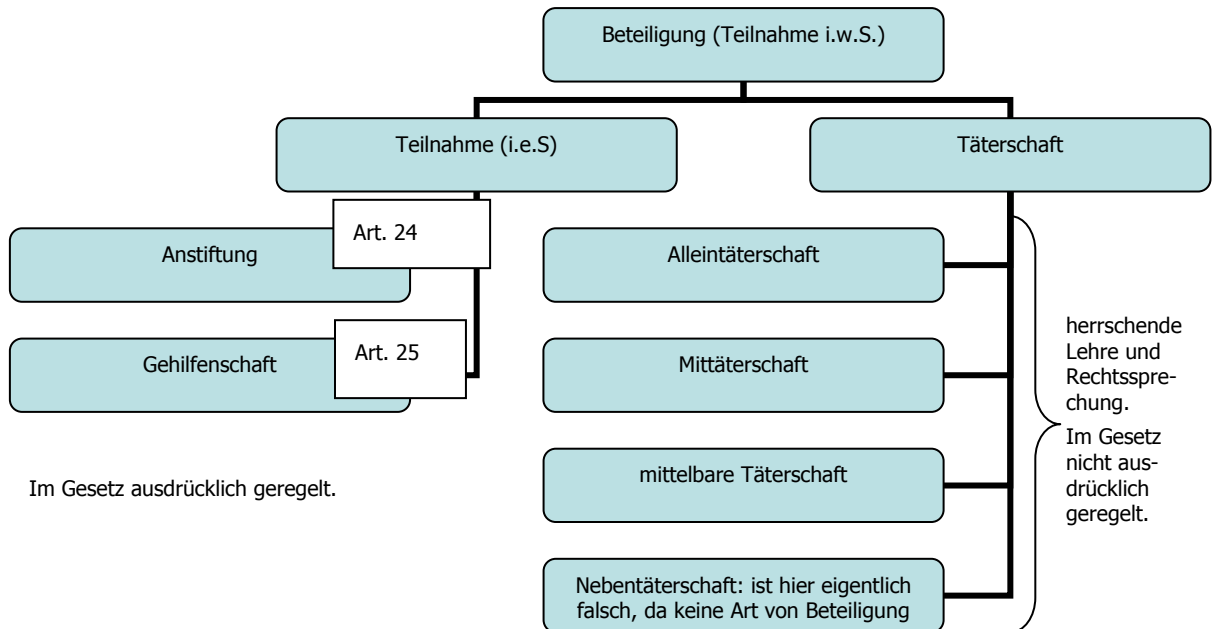 Beteiligung (Teilnahme i.w.S.)
Teilnahme (i.e.S)
Täterschaft
Anstiftung
Art. 24
Gehilfenschaft
Art. 25
Im Gesetz ausdrücklich geregelt.
Alleintäterschaft
Mittäterschaft
mittelbare Täterschaft
Nebentäterschaft: ist hier eigentlich
falsch, da keine Art von Beteiligung
herrschende
Lehre und
Rechtsspre-
chung.
Im Gesetz
nicht aus-
drücklich
geregelt.